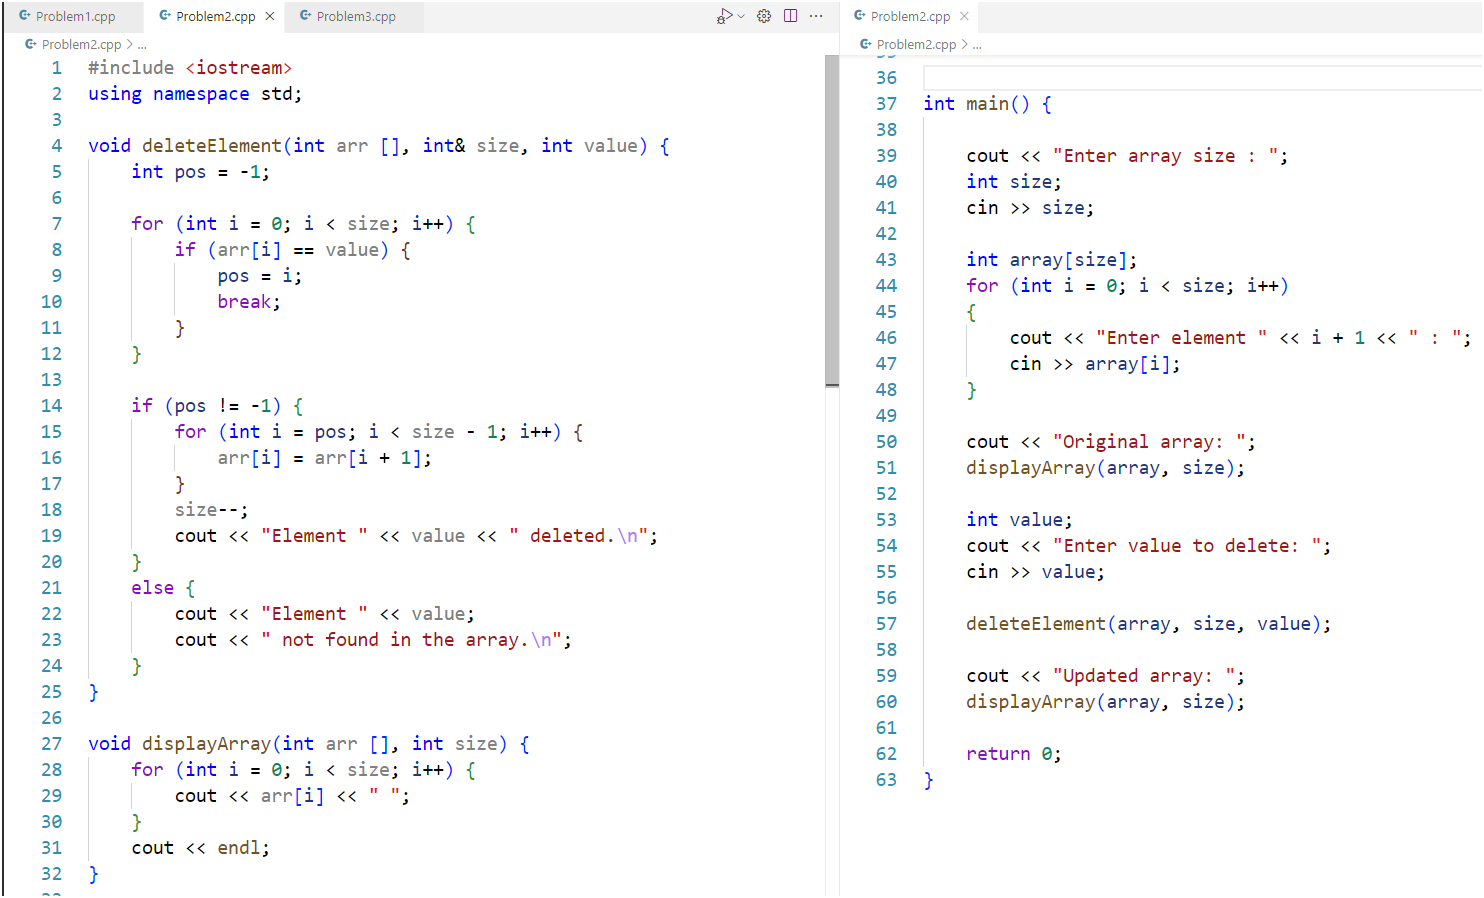 Problem1.cpp Problem2.cpp Problem3.cpp
Problem2.cpp > ...
1 #include <iostream>
2 using namespace std;
3
4 void deleteElement(int arr [], int& size, int value) {
5 int pos = -1;
6
7 for (int i = 0; i < size; i++) {
8 if (arr[i] == value) {
9 pos = i;
10 break;
11 }
12 }
13
14 if (pos != -1) {
15 for (int i = pos; i < size - 1; i++) {
16 arr[i] = arr[i + 1];
17 }
18 size--;
19 cout << "Element " << value << " deleted.\n";
20 }
21 else {
22 cout << "Element " << value;
23 cout << " not found in the array.\n";
24 }
25 }
26
27 void displayArray(int arr [], int size) {
28 for (int i = 0; i < size; i++) {
29 cout << arr[i] << " ";
30 }
31 cout << endl;
32 }
Problem2.cpp
Problem2.cpp > ...
36
37 int main() {
38
39 cout << "Enter array size : ";
40 int size;
41 cin >> size;
42
43 int array[size];
44 for (int i = 0; i < size; i++)
45 {
46 cout << "Enter element " << i + 1 << " : ";
47 cin >> array[i];
48 }
49
50 cout << "Original array: ";
51 displayArray(array, size);
52
53 int value;
54 cout << "Enter value to delete: ";
55 cin >> value;
56
57 deleteElement(array, size, value);
58
59 cout << "Updated array: ";
60 displayArray(array, size);
61
62 return 0;
63 }